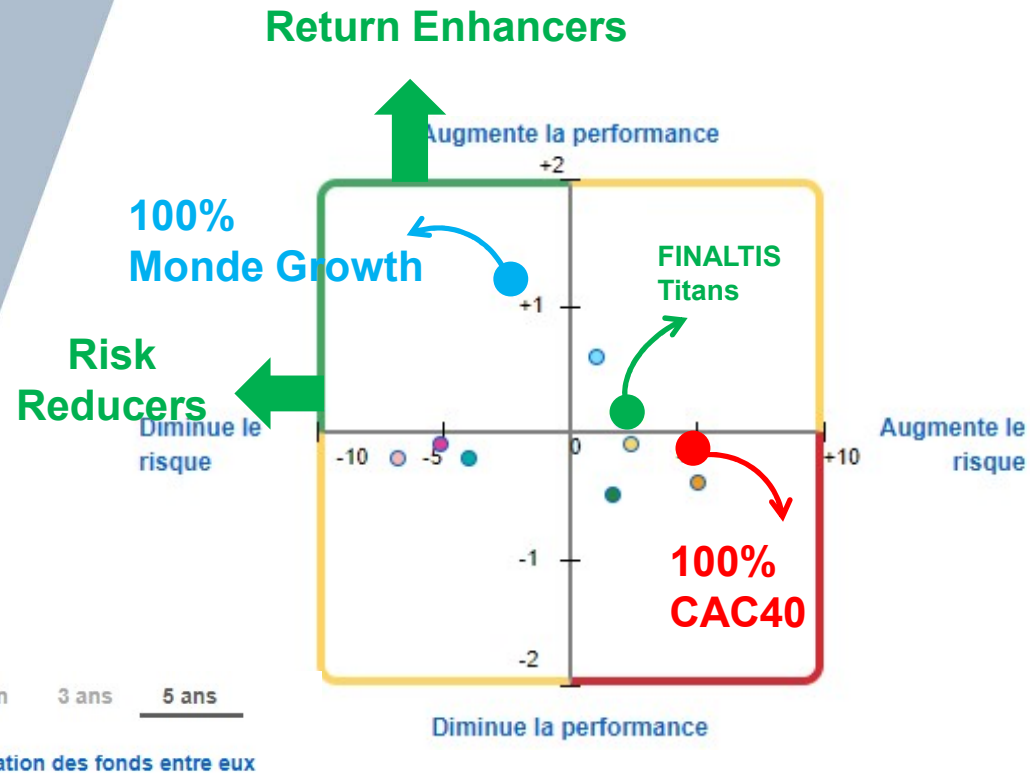 Return Enhancers
Augmente la performance
+2
100%
Monde Growth
FINALTIS
Titans
+1
Risk
Reducers
Diminue le
risque
-10
-5
0
+10
Augmente le
risque
-1
100%
CAC40
-2
3 ans
5 ans
Diminue la performance
ation des fonds entre eux